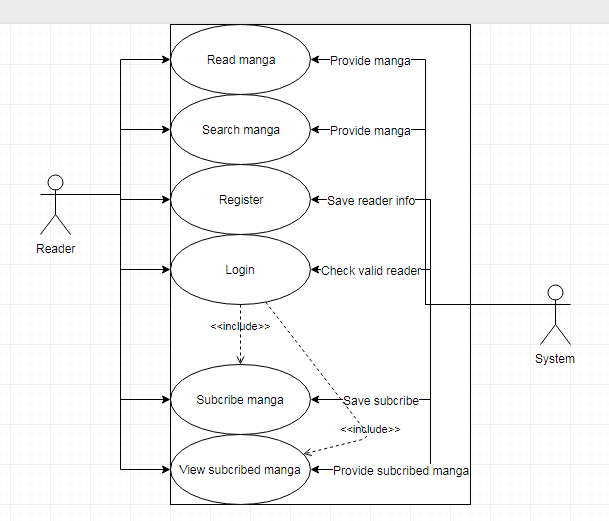 Read manga
Provide manga
Search manga
Provide manga
Register
Save reader info
Reader
Login
Check valid reader
<<include>>
System
Subcribe manga
Save subcribe
<<include>>
View subcribed manga
Provide subcribed manga